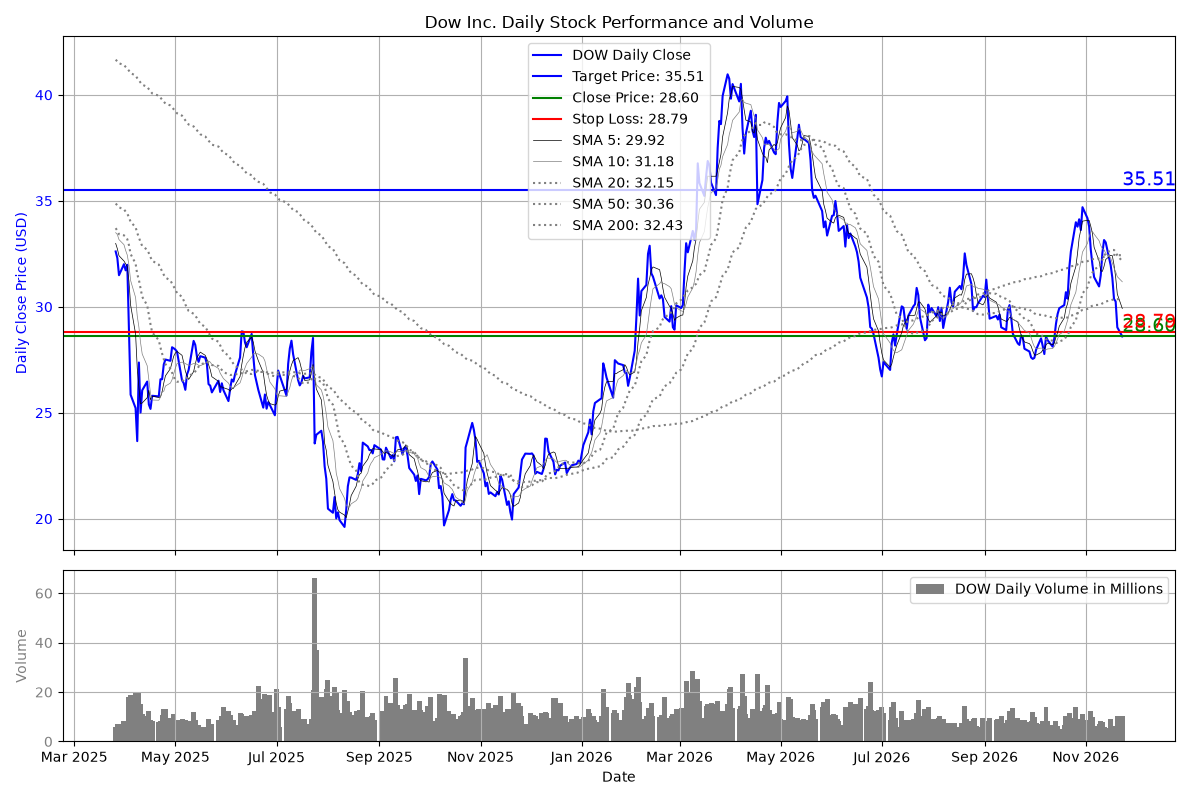 Dow Inc. Daily Stock Performance and Volume
Daily Close Price (USD)
40
35
30
25
20
DOW Daily Close
Target Price: 35.51
Close Price: 28.60
Stop Loss: 28.79
SMA 5: 29.92
SMA 10: 31.18
SMA 20: 32.15
SMA 50: 30.36
SMA 200: 32.43
35.51
28.79
28.60
Volume
60
40
20
0
DOW Daily Volume in Millions
Mar 2025 May 2025 Jul 2025 Sep 2025 Nov 2025 Jan 2026 Mar 2026 May 2026 Jul 2026 Sep 2026 Nov 2026
Date